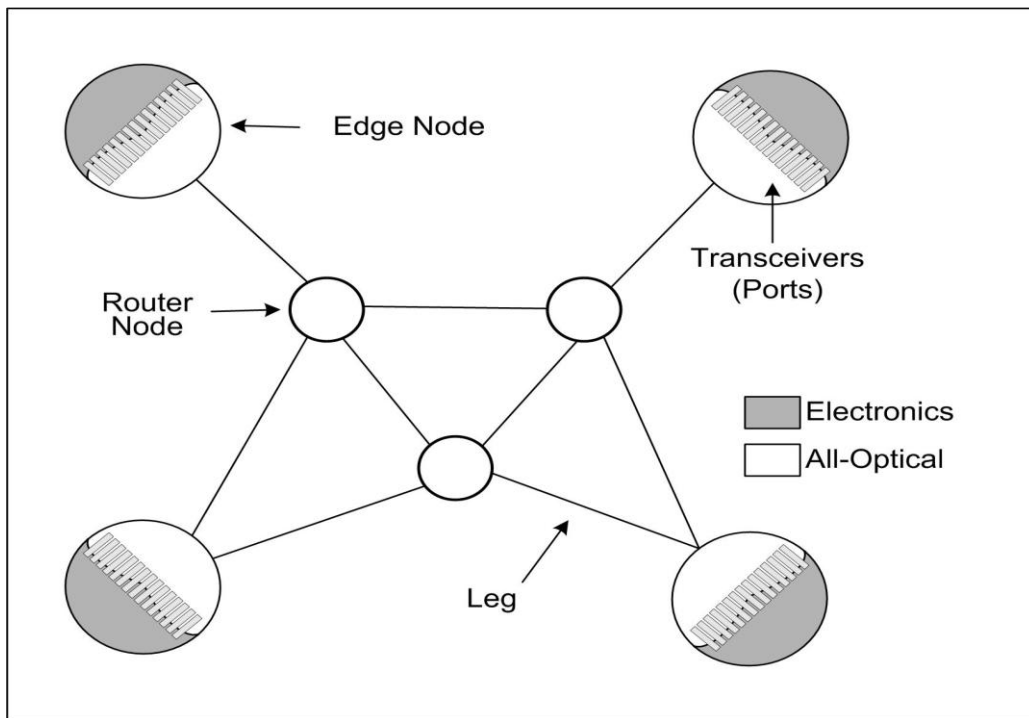 Edge Node
Transceivers
(Ports)
Router
Node
Electronics
All-Optical
Leg